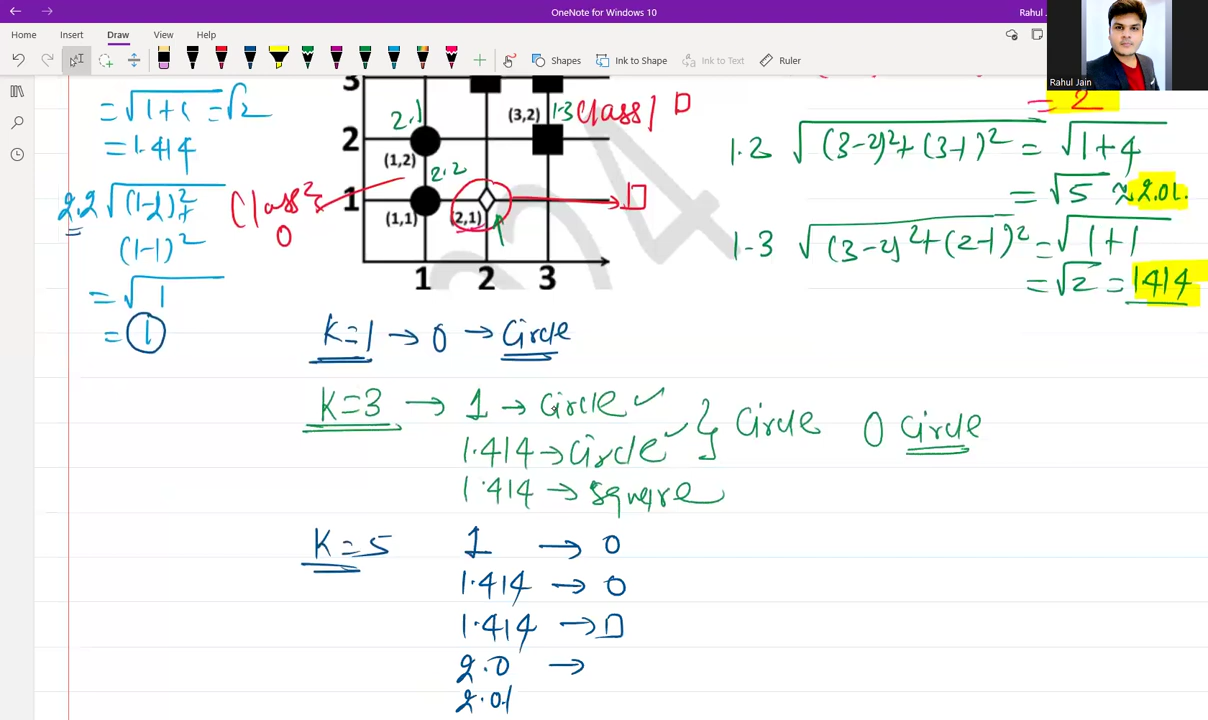 OneNote for Windows 10
Rahul J
Home Insert Draw View Help
Shapes Ink to Shape Ink to Text Ruler
Rahul Jain
= √1+1 = √2
= 1.414
2.2 √(1-2)²+
(1-1)²
= √1
= 1
Class 2
0
3
2
1
1 2 3
2.1
(1,2)
2.2
(1,1)
(2,1)
(3,2)
1.3 Class 1
= 2
1.2 √(3-2)²+(3-1)² = √1+4
= √5 ≈ 2.01
1-3 √(3-2)²+(2-1)² = √1+1
= √2 = 1414
K=1 → 0 → Circle
K=3 → 1 → Circle ✓
1.414 → Circle ✓ } Circle 0 Circle
1.414 → square
K=5 1 → 0
1.414 → 0
1.414 → □
2.0 →
2.01